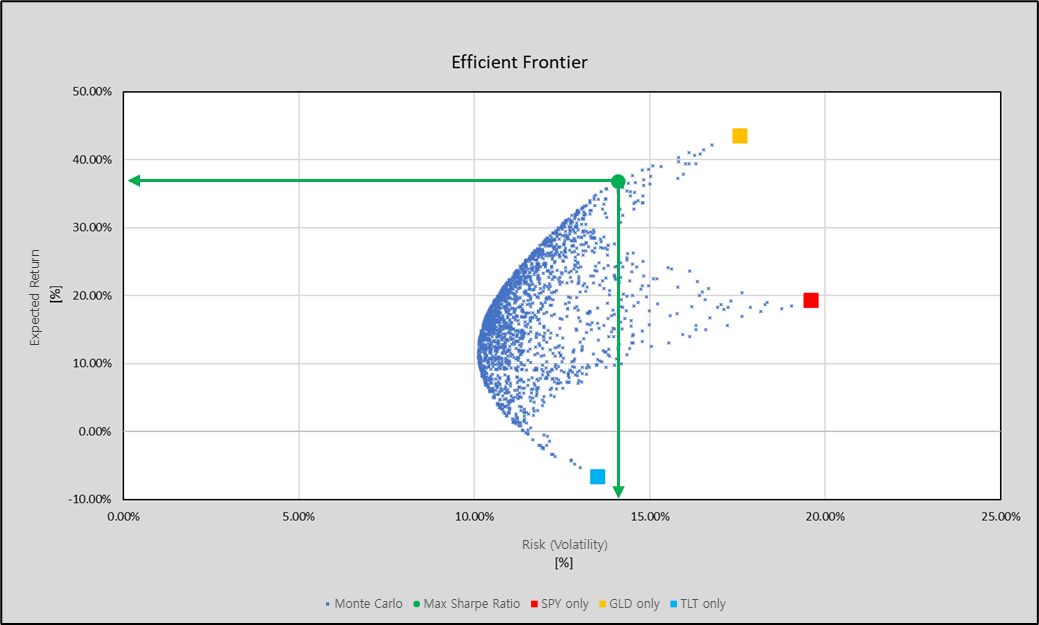 Efficient Frontier
50.00%
40.00%
30.00%
20.00%
10.00%
0.00%
-10.00%
Expected Return
[%]
0.00%
5.00%
10.00%
15.00%
20.00%
25.00%
Risk (Volatility)
[%]
Monte Carlo
Max Sharpe Ratio
SPY only
GLD only
TLT only